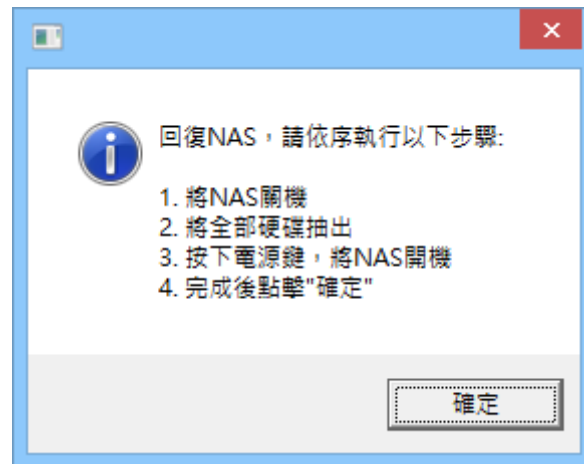 回復NAS，請依序執行以下步驟:
1. 將NAS關機
2. 將全部硬碟抽出
3. 按下電源鍵，將NAS開機
4. 完成後點擊"確定"
確定